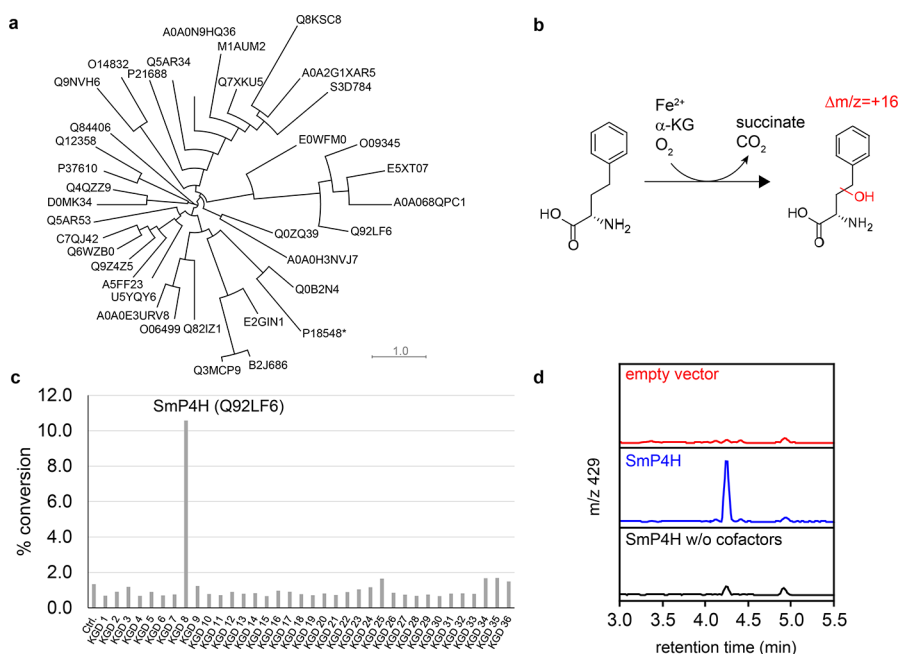 a
Q8KSC8
A0A0N9HQ36
M1AUM2
Q5AR34
O14832
P21688
Q9NVH6
Q7XKU5
A0A2G1XAR5
S3D784
Q84406
E0WFM0
O09345
Q12358
E5XT07
P37610
Q4QZZ9
D0MK34
A0A068QPC1
Q5AR53
Q0ZQ39
Q92LF6
C7QJ42
Q6WZB0
A0A0H3NVJ7
Q9Z4Z5
A5FF23
Q0B2N4
U5YQY6
A0A0E3URV8
E2GIN1
O06499
Q82IZ1
P18548*
Q3MCP9
B2J686
1.0
b
Fe2+
α-KG
O2
succinate
CO2
Δm/z=+16
HO
O
NH2
OH
HO
O
NH2
c
SmP4H (Q92LF6)
% conversion
12.0
10.0
8.0
6.0
4.0
2.0
0.0
Ctrl.
KGD 1
KGD 2
KGD 3
KGD 4
KGD 5
KGD 6
KGD 7
KGD 8
KGD 9
KGD 10
KGD 11
KGD 12
KGD 13
KGD 14
KGD 15
KGD 16
KGD 17
KGD 18
KGD 19
KGD 20
KGD 21
KGD 22
KGD 23
KGD 24
KGD 25
KGD 26
KGD 27
KGD 28
KGD 29
KGD 30
KGD 31
KGD 32
KGD 33
KGD 34
KGD 35
KGD 36
d
empty vector
SmP4H
SmP4H w/o cofactors
m/z 429
3.0 3.5 4.0 4.5 5.0 5.5
retention time (min)